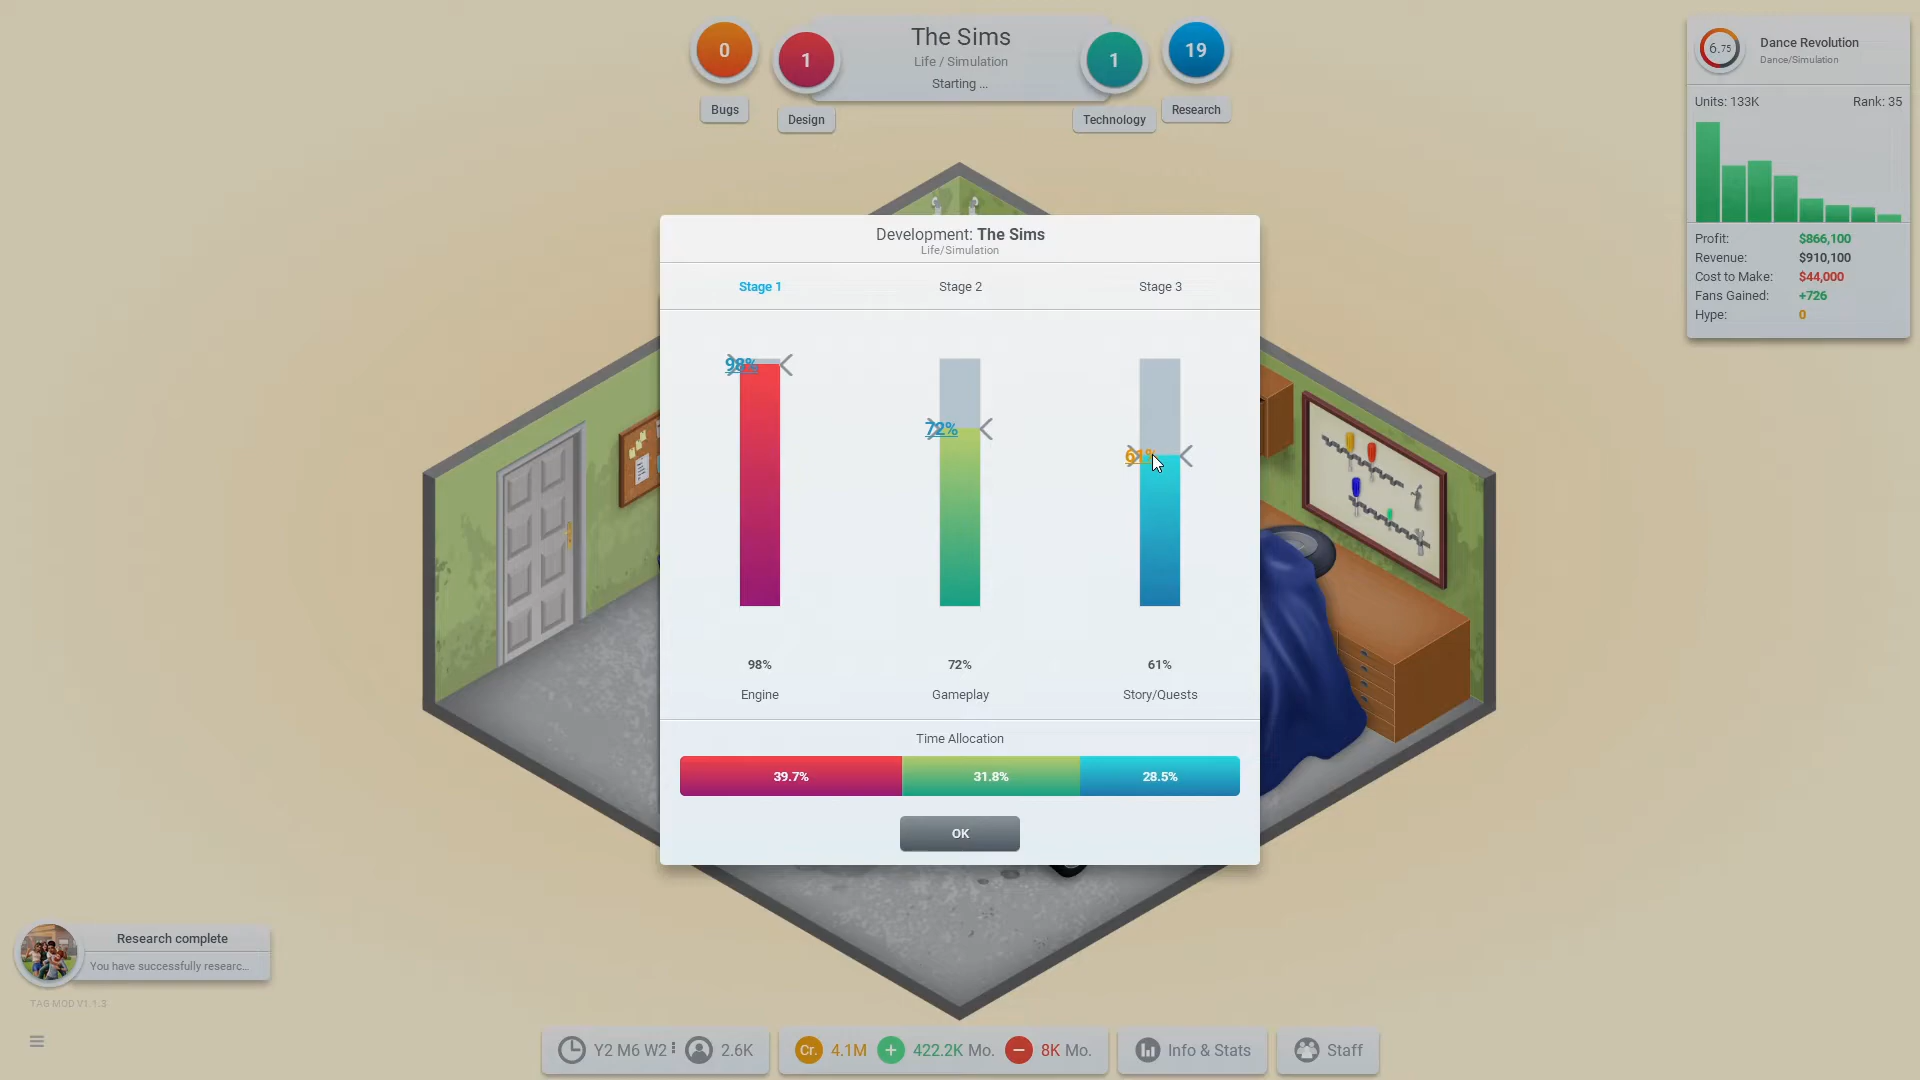 0
1
The Sims
Life / Simulation
Starting ...
1
19
Bugs
Design
Technology
Research
6.75
Dance Revolution
Dance/Simulation
Units: 133K
Rank: 35
Profit: $866,100
Revenue: $910,100
Cost to Make: $44,000
Fans Gained: +726
Hype: 0
Development: The Sims
Life/Simulation
Stage 1
Stage 2
Stage 3
98%
72%
61%
98%
72%
61%
Engine
Gameplay
Story/Quests
Time Allocation
39.7%
31.8%
28.5%
OK
Research complete
You have successfully researc...
TAB MOD V1.1.3
Y2 M6 W2
2.6K
Cr. 4.1M
422.2K Mo.
8K Mo.
Info & Stats
Staff